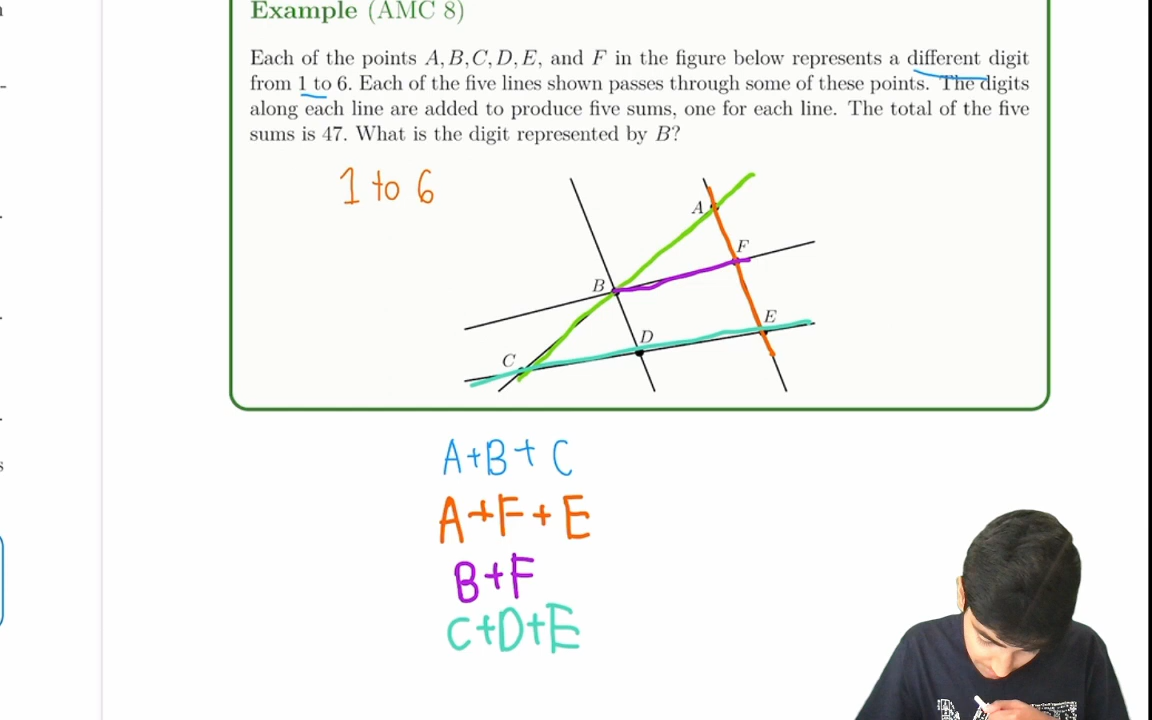 Example (AMC 8)
Each of the points A, B, C, D, E, and F in the figure below represents a different digit
from 1 to 6. Each of the five lines shown passes through some of these points. The digits
along each line are added to produce five sums, one for each line. The total of the five
sums is 47. What is the digit represented by B?
1 to 6
A
F
B
E
D
C
A+B+C
A+F+E
B+F
C+D+E